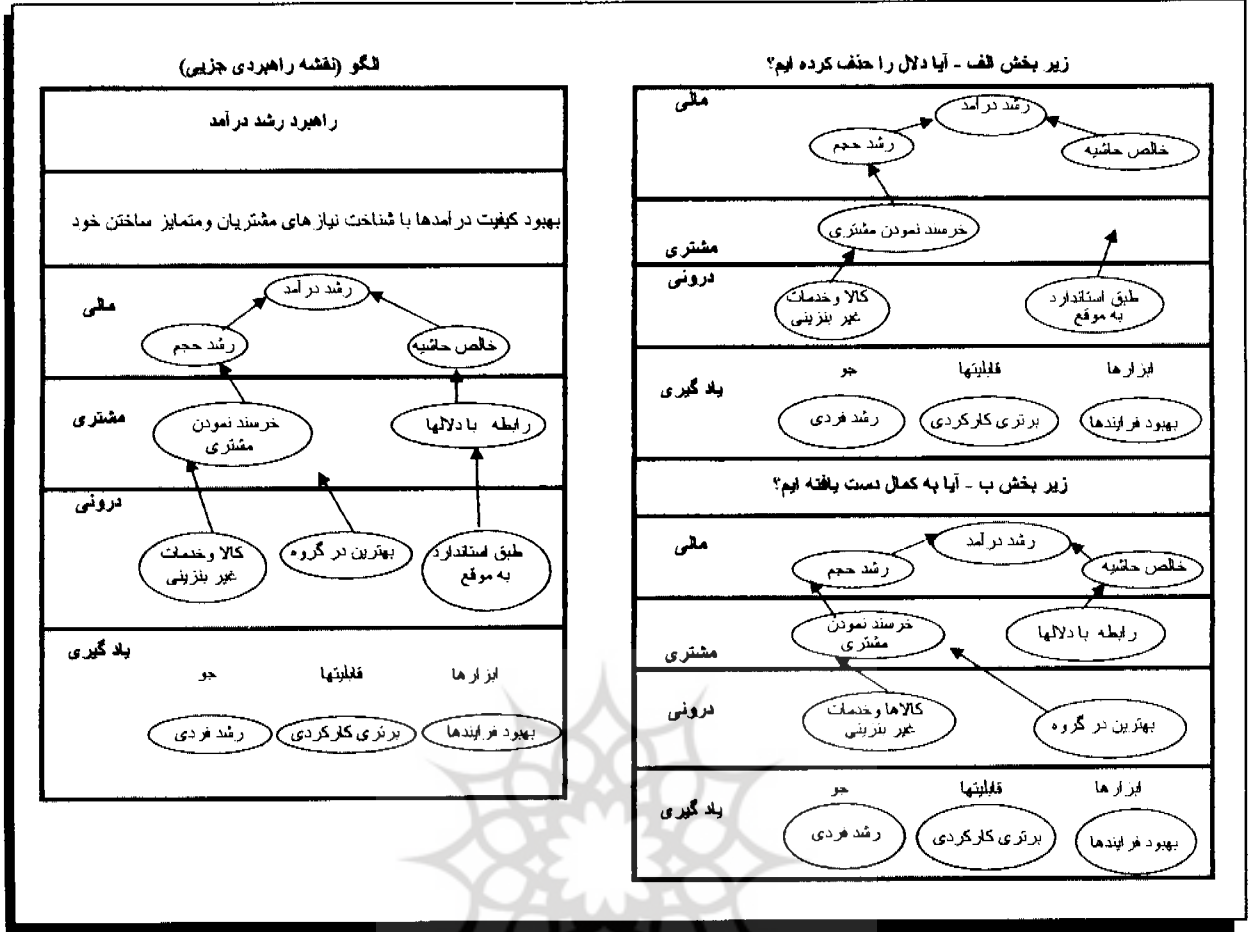 زیر بخش الف - آیا دلال را حذف کرده ایم؟
مالی
رشد درآمد
رشد حجم
خالص حاشیه
مشتری
خرسند نمودن مشتری
درونی
کالا وخدمات
غیر بنزینی
طبق استاندارد
به موقع
یاد گیری
ابزارها
قابلیتها
جو
بهبود فرایندها
برتری کارکردی
رشد فردی
زیر بخش ب - آیا به کمال دست یافته ایم؟
مالی
رشد درآمد
رشد حجم
خالص حاشیه
مشتری
خرسند نمودن
مشتری
رابطه با دلالها
درونی
کالاها وخدمات
غیر بنزینی
بهترین در گروه
یاد گیری
ابزارها
قابلیتها
جو
بهبود فرایندها
برتری کارکردی
رشد فردی
الگو (نقشه راهبردی جزیی)
راهبرد رشد درآمد
بهبود کیفیت درآمدها با شناخت نیازهای مشتریان ومتمایز ساختن خود
مالی
رشد درآمد
رشد حجم
خالص حاشیه
مشتری
خرسند نمودن
مشتری
رابطه با دلالها
درونی
کالا وخدمات
غیر بنزینی
بهترین در گروه
طبق استاندارد
به موقع
یاد گیری
ابزارها
قابلیتها
جو
بهبود فرایندها
برتری کارکردی
رشد فردی